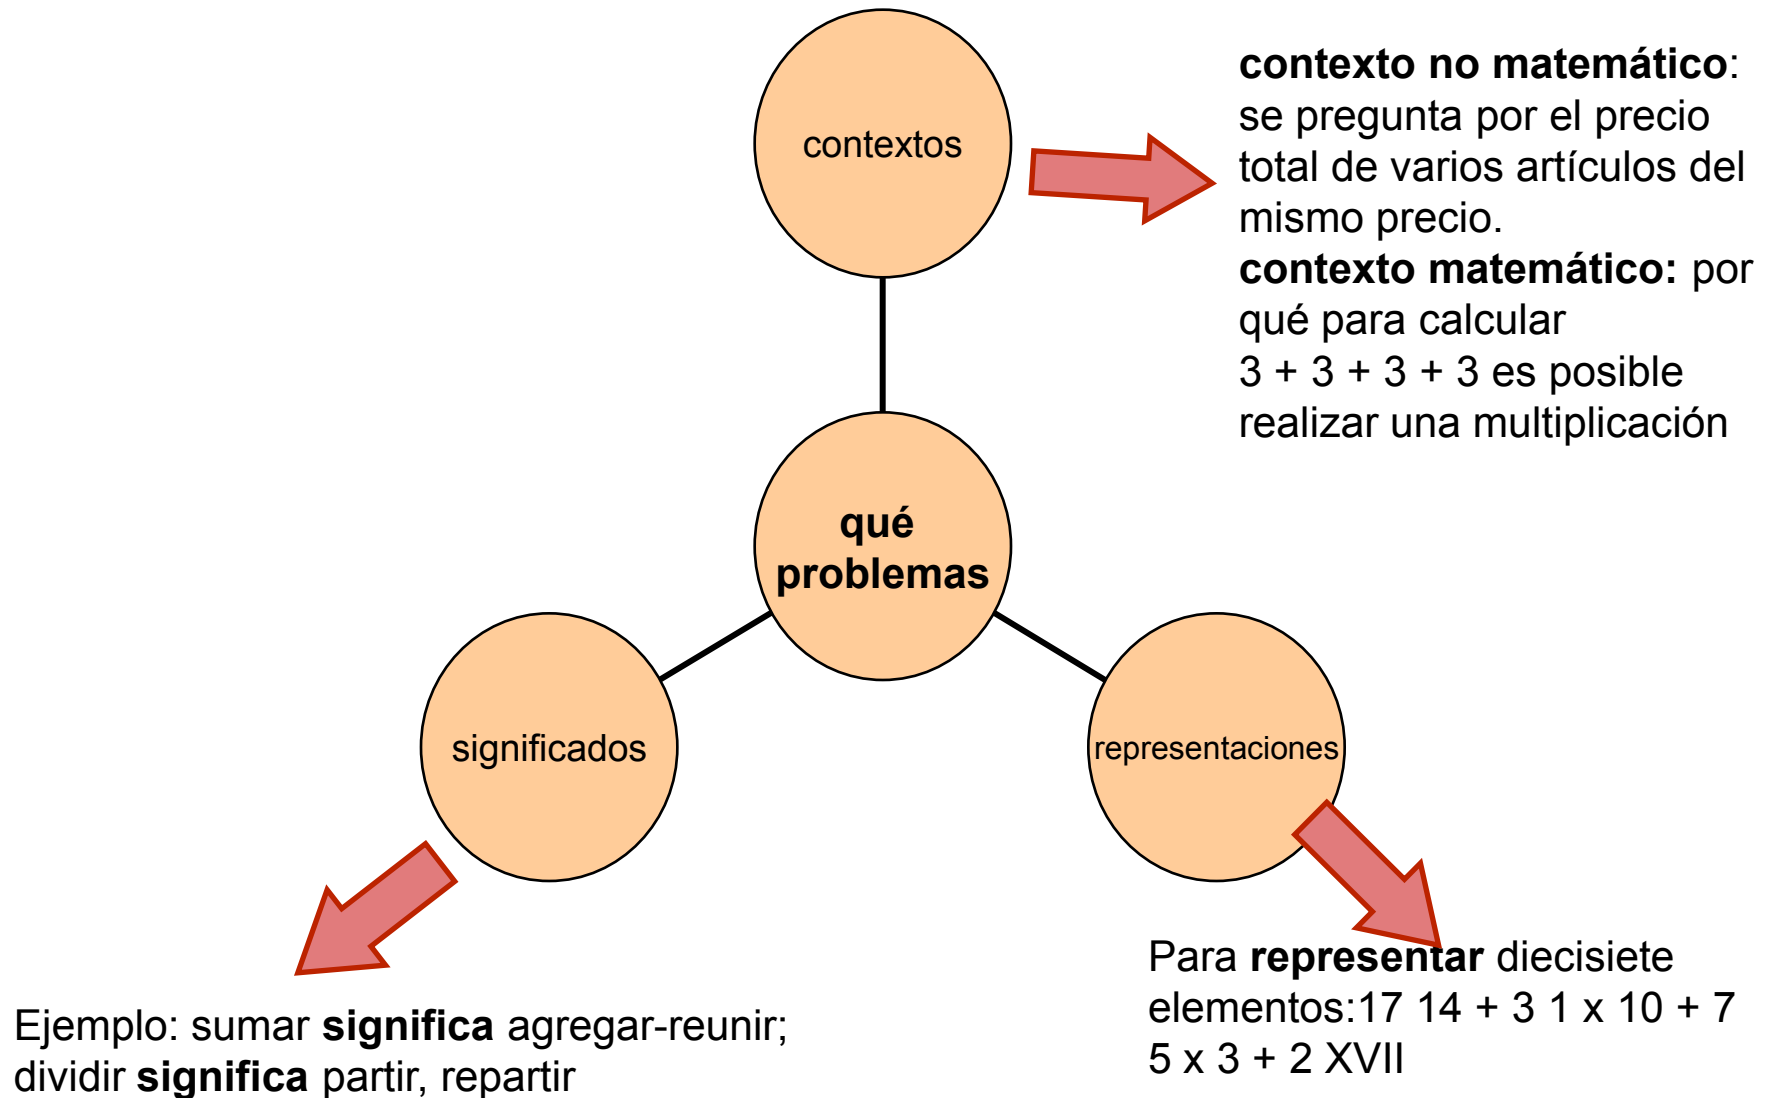 contextos
contexto no matemático:
se pregunta por el precio
total de varios artículos del
mismo precio.
contexto matemático: por
qué para calcular
3 + 3 + 3 + 3 es posible
realizar una multiplicación
qué
problemas
significados
representaciones
Para representar diecisiete
elementos:17 14 + 3 1 x 10 + 7
5 x 3 + 2 XVII
Ejemplo: sumar significa agregar-reunir;
dividir significa partir, repartir